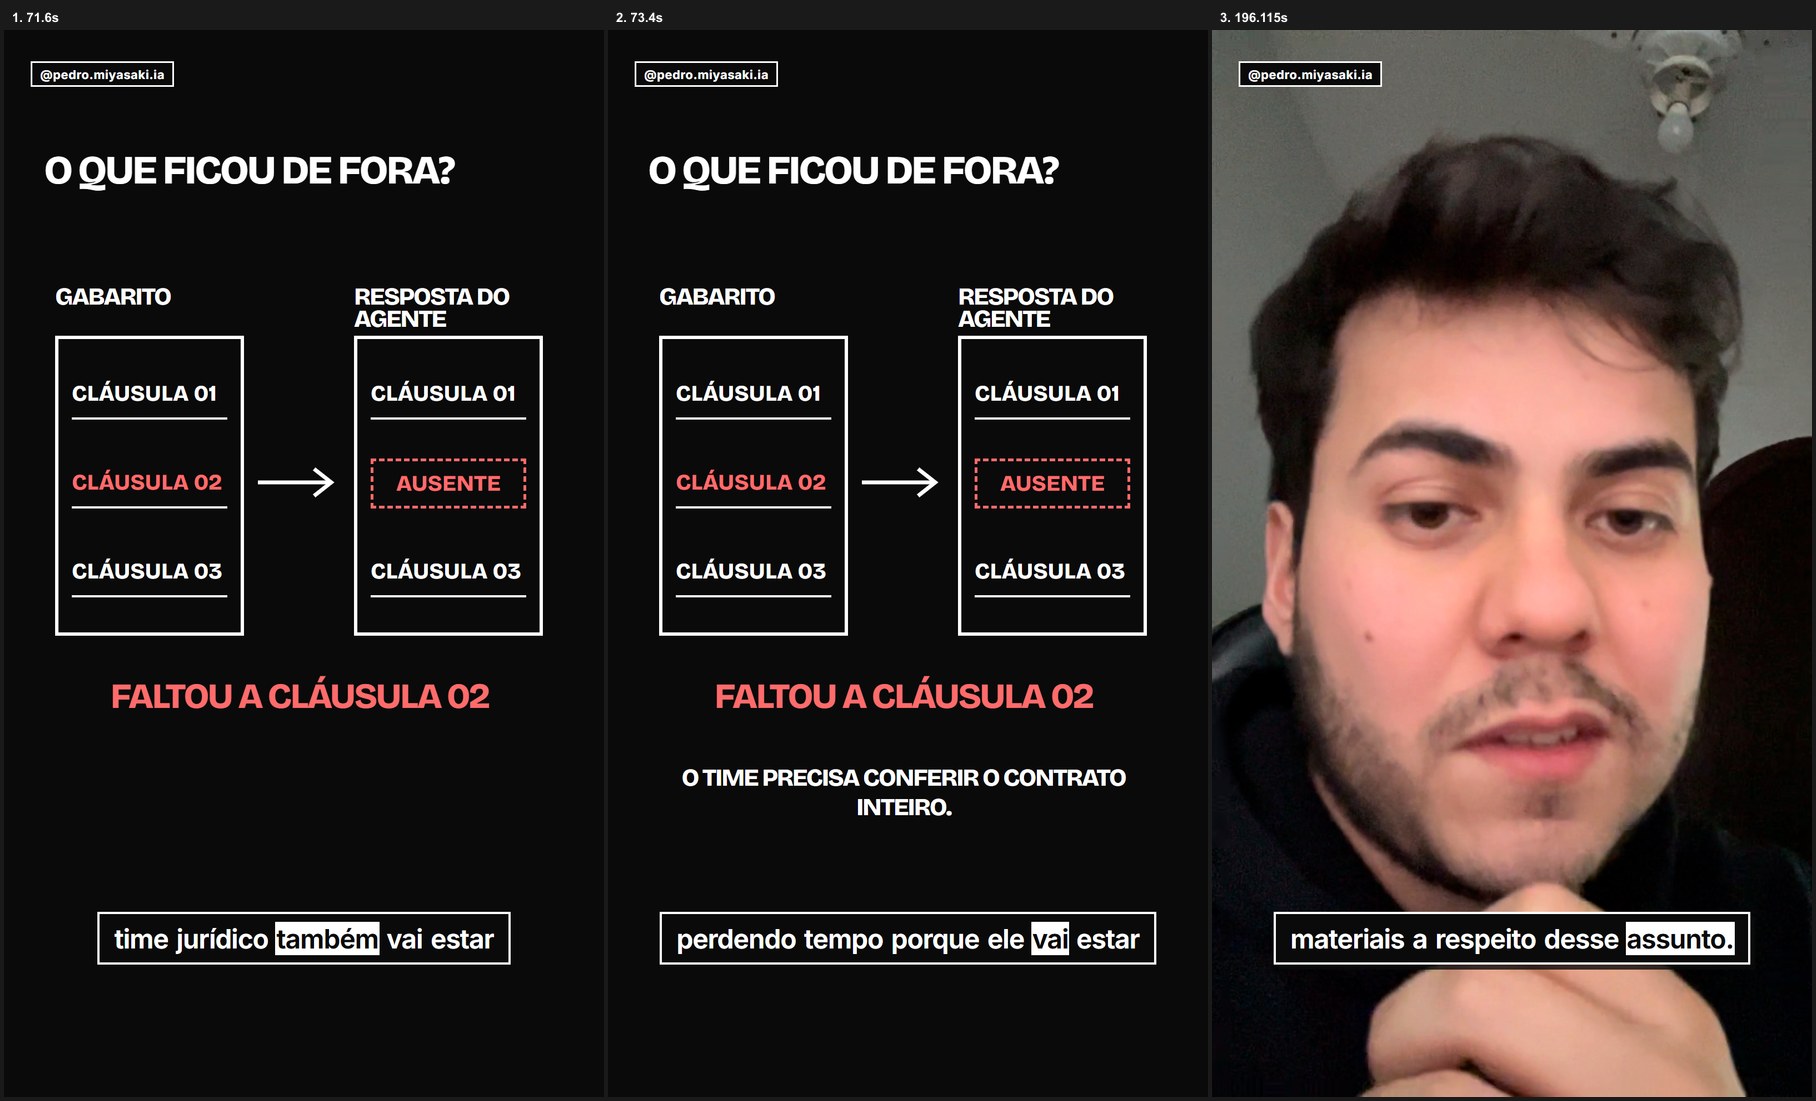 1. 71.6s
@pedro.miyasaki.ia
O QUE FICOU DE FORA?
GABARITO
RESPOSTA DO
AGENTE
CLÁUSULA 01
CLÁUSULA 02
CLÁUSULA 03
CLÁUSULA 01
AUSENTE
CLÁUSULA 03
FALTOU A CLÁUSULA 02
time jurídico também vai estar
2. 73.4s
@pedro.miyasaki.ia
O QUE FICOU DE FORA?
GABARITO
RESPOSTA DO
AGENTE
CLÁUSULA 01
CLÁUSULA 02
CLÁUSULA 03
CLÁUSULA 01
AUSENTE
CLÁUSULA 03
FALTOU A CLÁUSULA 02
O TIME PRECISA CONFERIR O CONTRATO
INTEIRO.
perdendo tempo porque ele vai estar
3. 196.115s
@pedro.miyasaki.ia
materiais a respeito desse assunto.